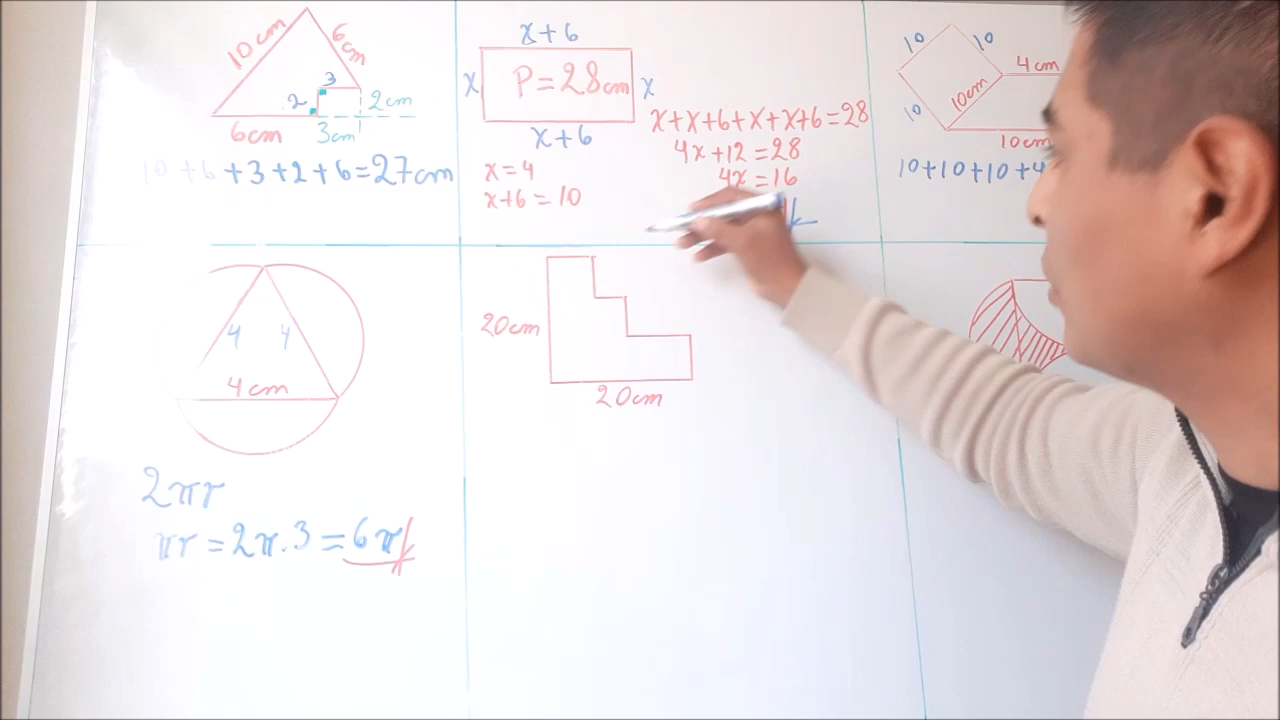 10cm
6cm
3
2
2cm
6cm
3cm
10+6+3+2+6=27cm
x+6
x
P=28cm
x
x+6
x+x+6+x+x+6=28
4x+12=28
4x=16
x=4
x+6=10
10
10
4cm
10
10cm
10cm
10+10+10+4
4
4
4cm
2πr
πr=2π.3=6π
20cm
20cm